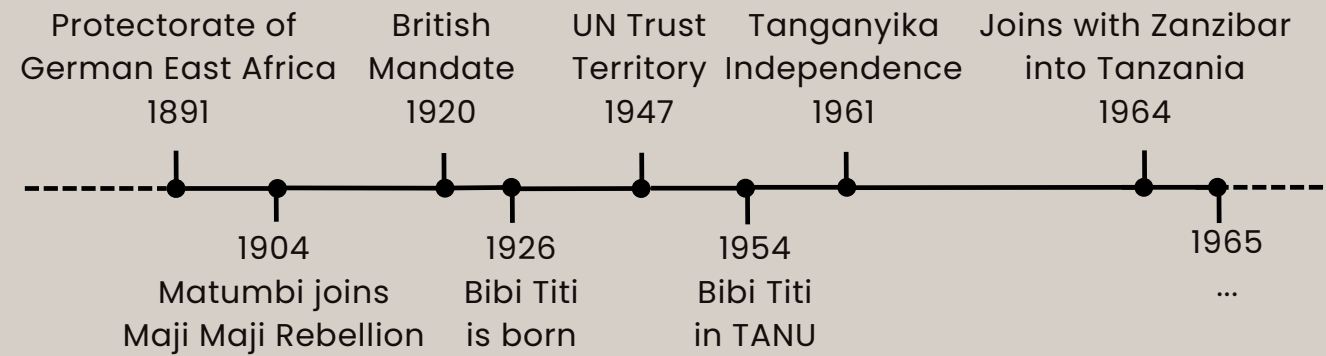 Protectorate of
German East Africa
1891
British
Mandate
1920
UN Trust
Territory
1947
Tanganyika
Independence
1961
Joins with Zanzibar
into Tanzania
1964
1904
Matumbi joins
Maji Maji Rebellion
1926
Bibi Titi
is born
1954
Bibi Titi
in TANU
1965
...